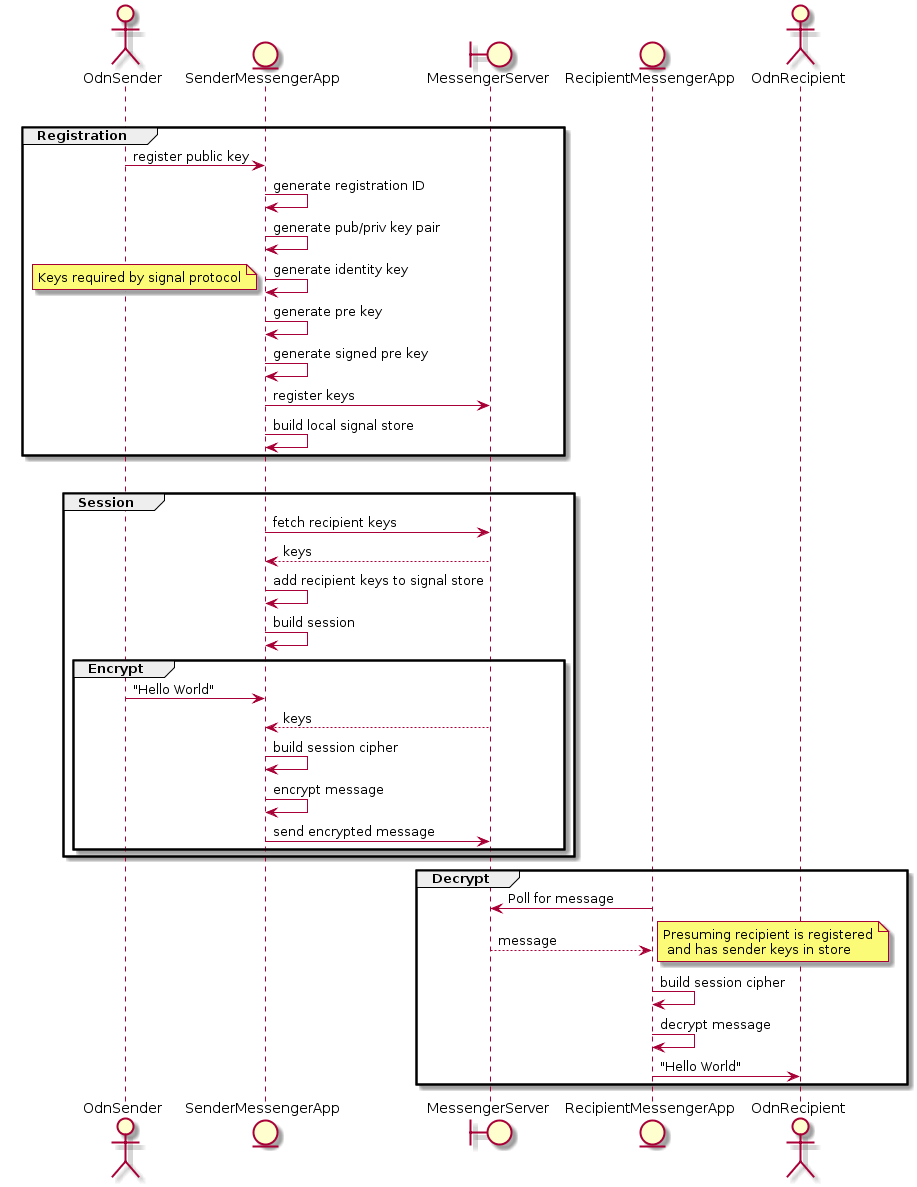 OdnSender
SenderMessengerApp
MessengerServer
RecipientMessengerApp
OdnRecipient
Registration
register public key
generate registration ID
generate pub/priv key pair
Keys required by signal protocol
generate identity key
generate pre key
generate signed pre key
register keys
build local signal store
Session
fetch recipient keys
keys
add recipient keys to signal store
build session
Encrypt
"Hello World"
keys
build session cipher
encrypt message
send encrypted message
Decrypt
Poll for message
message
Presuming recipient is registered
and has sender keys in store
build session cipher
decrypt message
"Hello World"
OdnSender
SenderMessengerApp
MessengerServer
RecipientMessengerApp
OdnRecipient